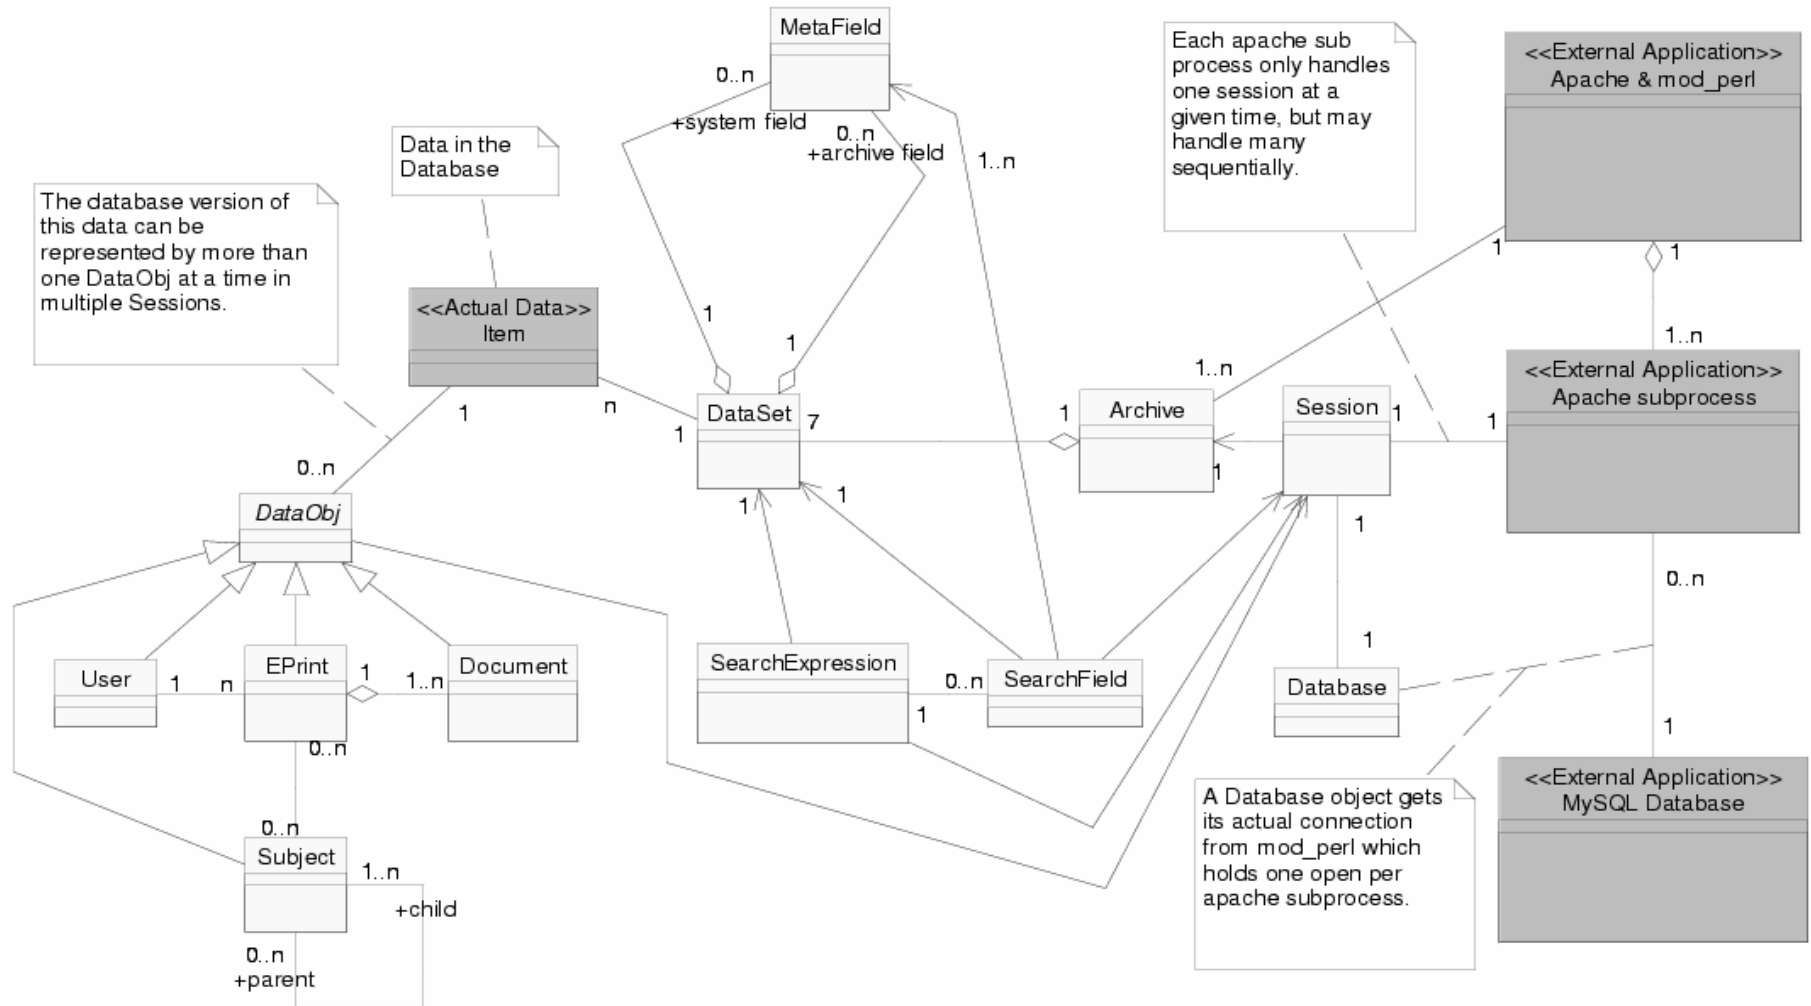 MetaField
0..n
+system field
0..n
+archive field
1..n
Each apache sub
process only handles
one session at a
given time, but may
handle many
sequentially.
<<External Application>>
Apache & mod_perl
Data in the
Database
The database version of
this data can be
represented by more than
one DataObj at a time in
multiple Sessions.
<<Actual Data>>
Item
1
1
1
1
1..n
1..n
<<External Application>>
Apache subprocess
1
n
DataSet
1
7
1
Archive
1
Session
1
1
0..n
DataObj
1
1
1
0..n
User
1
n
EPrint
1
1..n
Document
0..n
SearchExpression
1
0..n
SearchField
1
Database
1
<<External Application>>
MySQL Database
A Database object gets
its actual connection
from mod_perl which
holds one open per
apache subprocess.
0..n
Subject
1..n
+child
0..n
+parent